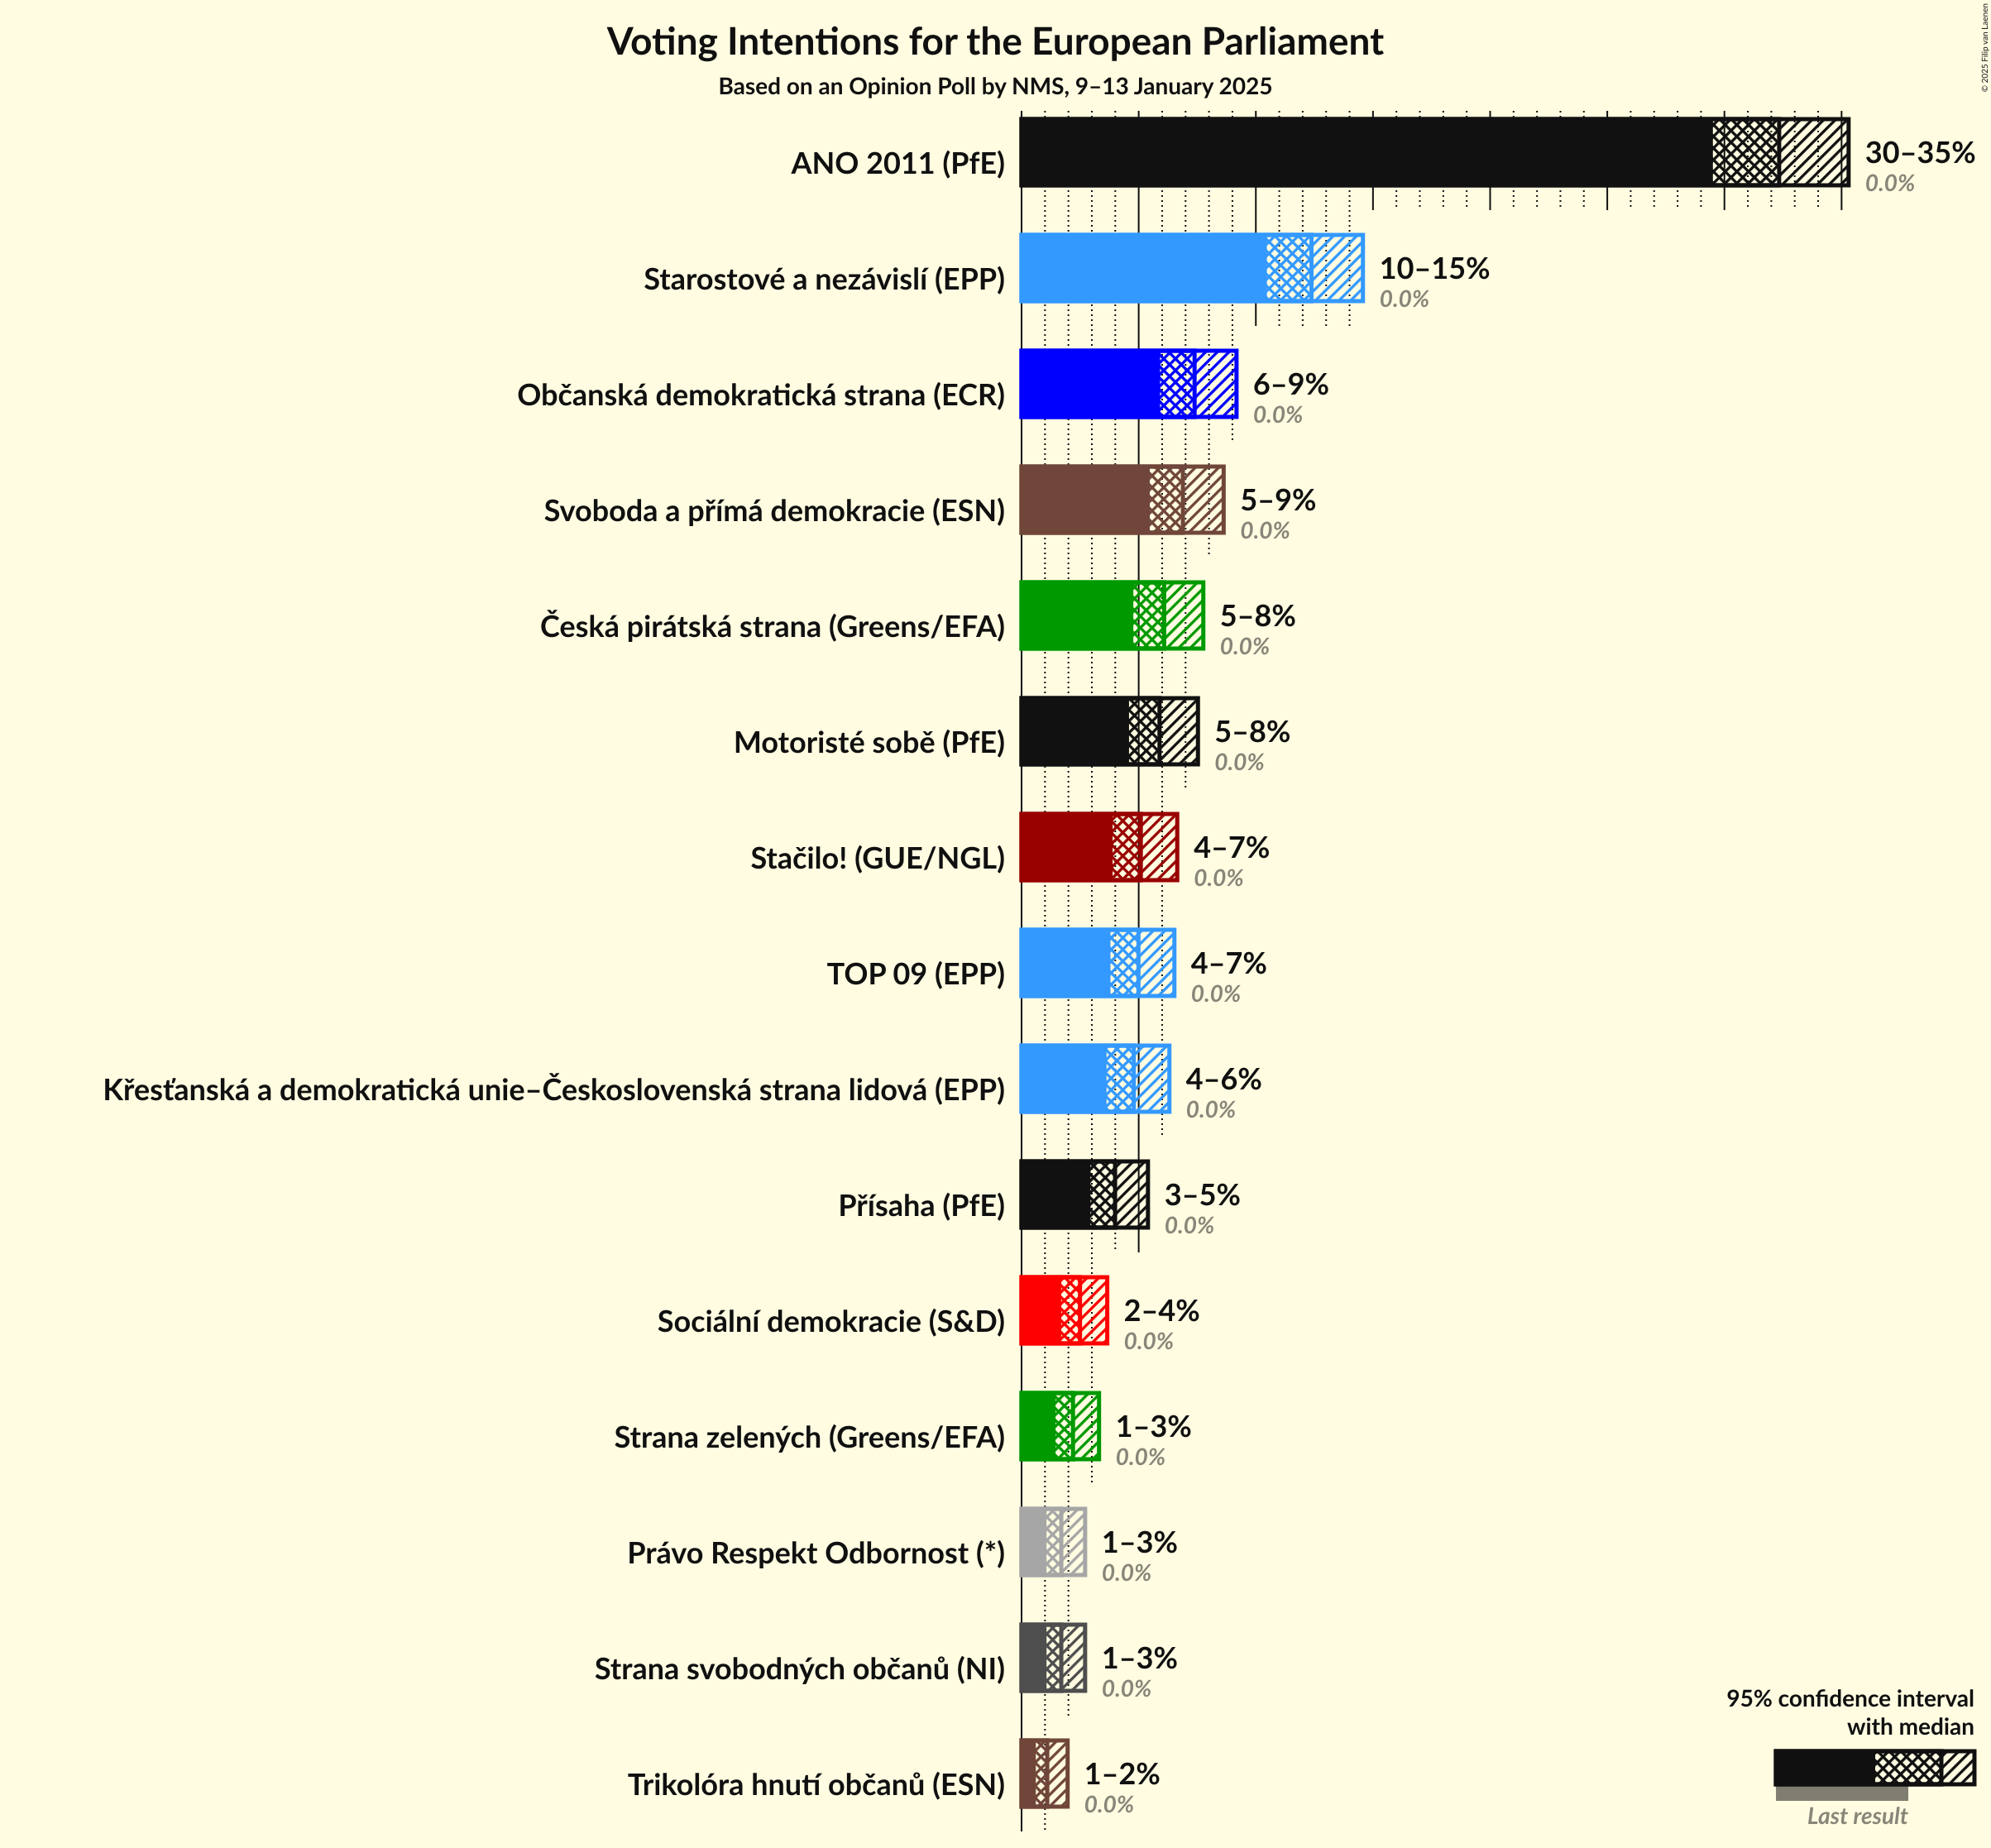 Voting Intentions for the European Parliament
Based on an Opinion Poll by NMS, 9–13 January 2025
© 2025 Filip van Laenen
ANO 2011 (PfE)
30–35%
0.0%
Starostové a nezávislí (EPP)
10–15%
0.0%
Občanská demokratická strana (ECR)
6–9%
0.0%
Svoboda a přímá demokracie (ESN)
5–9%
0.0%
Česká pirátská strana (Greens/EFA)
5–8%
0.0%
Motoristé sobě (PfE)
5–8%
0.0%
Stačilo! (GUE/NGL)
4–7%
0.0%
TOP 09 (EPP)
4–7%
0.0%
Křesťanská a demokratická unie–Československá strana lidová (EPP)
4–6%
0.0%
Přísaha (PfE)
3–5%
0.0%
Sociální demokracie (S&D)
2–4%
0.0%
Strana zelených (Greens/EFA)
1–3%
0.0%
Právo Respekt Odbornost (*)
1–3%
0.0%
Strana svobodných občanů (NI)
1–3%
0.0%
Trikolóra hnutí občanů (ESN)
1–2%
0.0%
95% confidence interval
with median
Last result